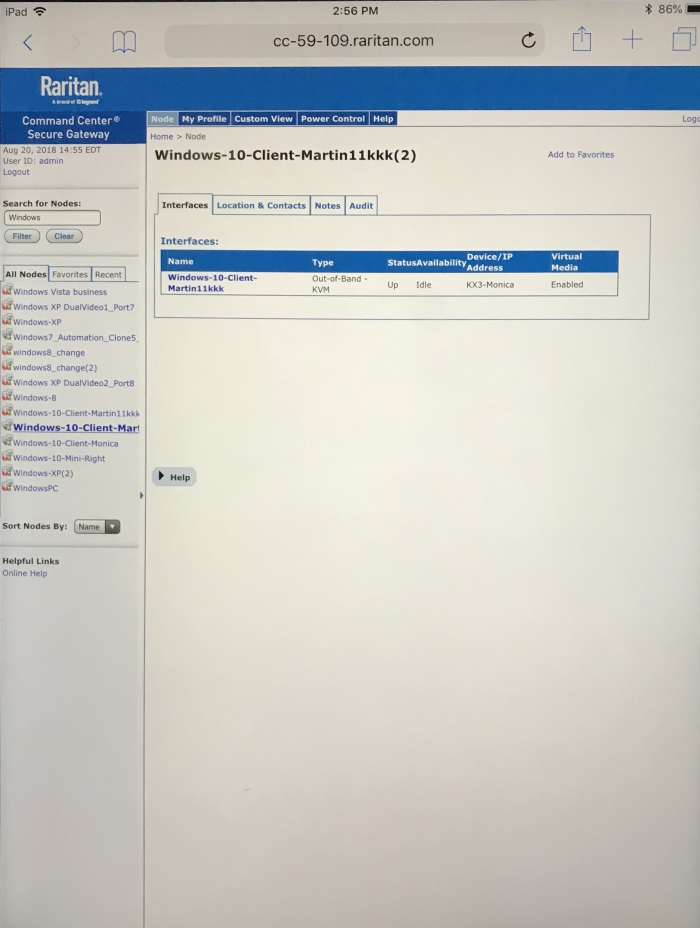 iPad
2:56 PM
86%
cc-59-109.raritan.com
Raritan.
A brand of Legrand
Command Center®
Secure Gateway
Node My Profile Custom View Power Control Help
Home > Node
Aug 20, 2018 14:55 EDT
User ID: admin
Logout
Windows-10-Client-Martin11kkk(2)
Add to Favorites
Search for Nodes:
Windows
Filter Clear
Interfaces Location & Contacts Notes Audit
Interfaces:
Name Type Status Availability Device/IP Address Virtual Media
Windows-10-Client-Martin11kkk Out-of-Band - KVM Up Idle KX3-Monica Enabled
All Nodes Favorites Recent
Windows Vista business
Windows XP DualVideo1_Port7
Windows-XP
Windows7_Automation_Clone5_
windows8_change
windows8_change(2)
Windows XP DualVideo2_Port8
Windows-8
Windows-10-Client-Martin11kkk
Windows-10-Client-Mar
Windows-10-Client-Monica
Windows-10-Mini-Right
Windows-XP(2)
WindowsPC
Help
Sort Nodes By: Name
Helpful Links
Online Help